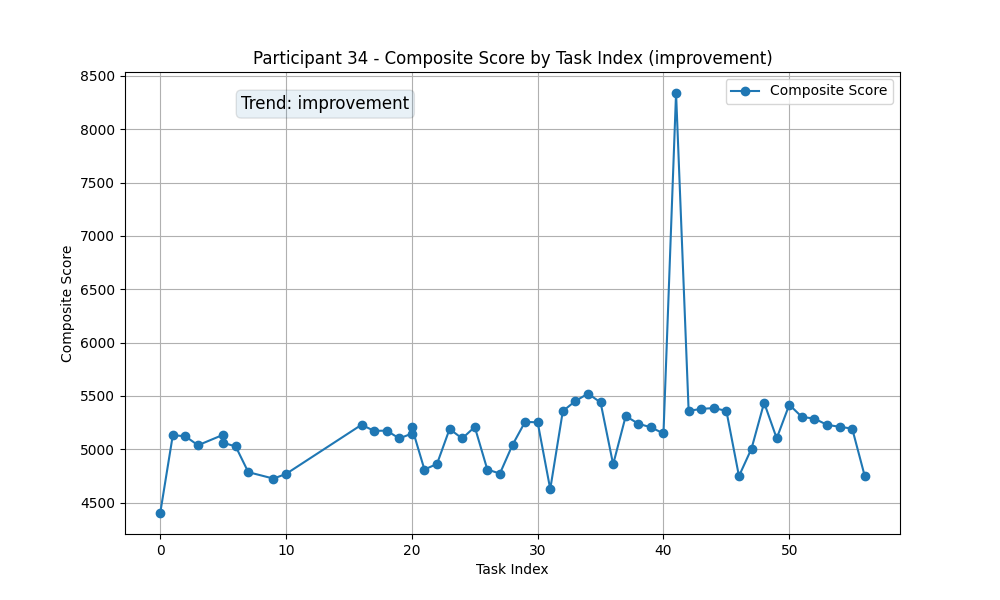 Participant 34 - Composite Score by Task Index (improvement)
Trend: improvement
Composite Score
8500
8000
7500
7000
6500
6000
5500
5000
4500
Composite Score
0 10 20 30 40 50
Task Index